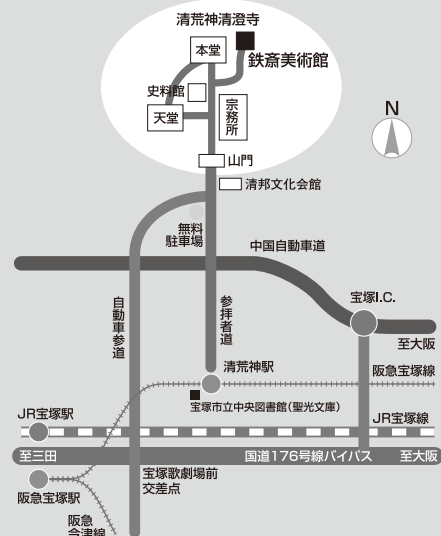 清荒神清澄寺
本堂
鉄斎美術館
史料館
天堂
宗務所
N
山門
清邦文化会館
無料
駐車場
中国自動車道
自動車参道
参拝者道
宝塚I.C.
至大阪
清荒神駅
阪急宝塚線
宝塚市立中央図書館(聖光文庫)
JR宝塚駅
JR宝塚線
至三田
国道176号線バイパス
至大阪
宝塚歌劇場前
交差点
阪急宝塚駅
阪急
今津線